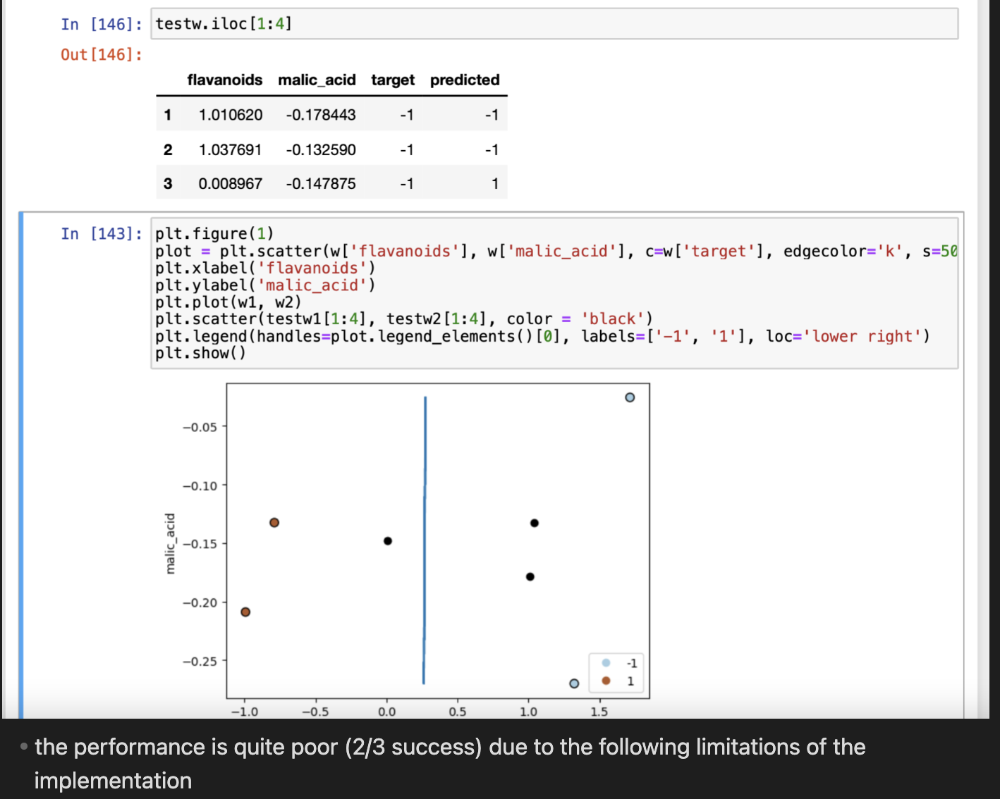 In [146]: testw.iloc[1:4]
Out[146]:
flavanoids malic_acid target predicted
1 1.010620 -0.178443 -1 -1
2 1.037691 -0.132590 -1 -1
3 0.008967 -0.147875 -1 1
In [143]: plt.figure(1)
plot = plt.scatter(w['flavanoids'], w['malic_acid'], c=w['target'], edgecolor='k', s=50
plt.xlabel('flavanoids')
plt.ylabel('malic_acid')
plt.plot(w1, w2)
plt.scatter(testw1[1:4], testw2[1:4], color = 'black')
plt.legend(handles=plot.legend_elements()[0], labels=['-1', '1'], loc='lower right')
plt.show()
−0.05
−0.10
−0.15
−0.20
−0.25
malic_acid
-1
1
−1.0 −0.5 0.0 0.5 1.0 1.5
• the performance is quite poor (2/3 success) due to the following limitations of the
implementation